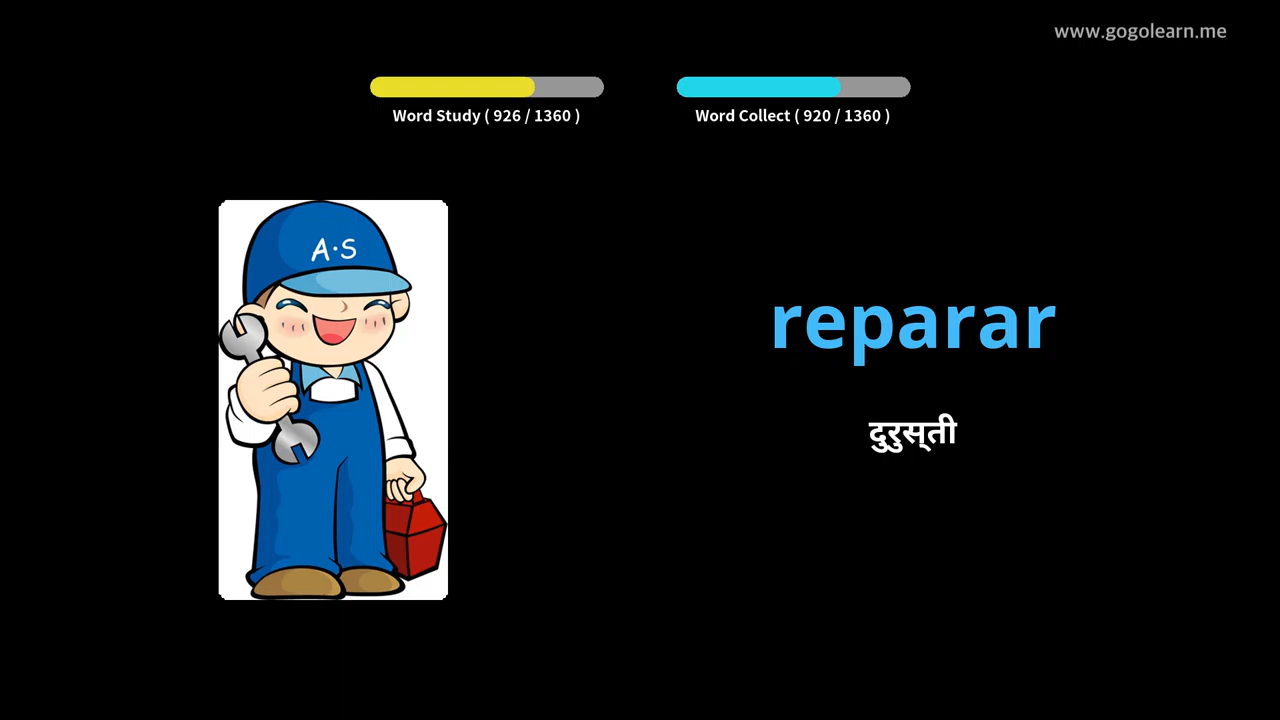 www.gogolearn.me
Word Study ( 926 / 1360 )
Word Collect ( 920 / 1360 )
A·S
reparar
दुरुस्ती